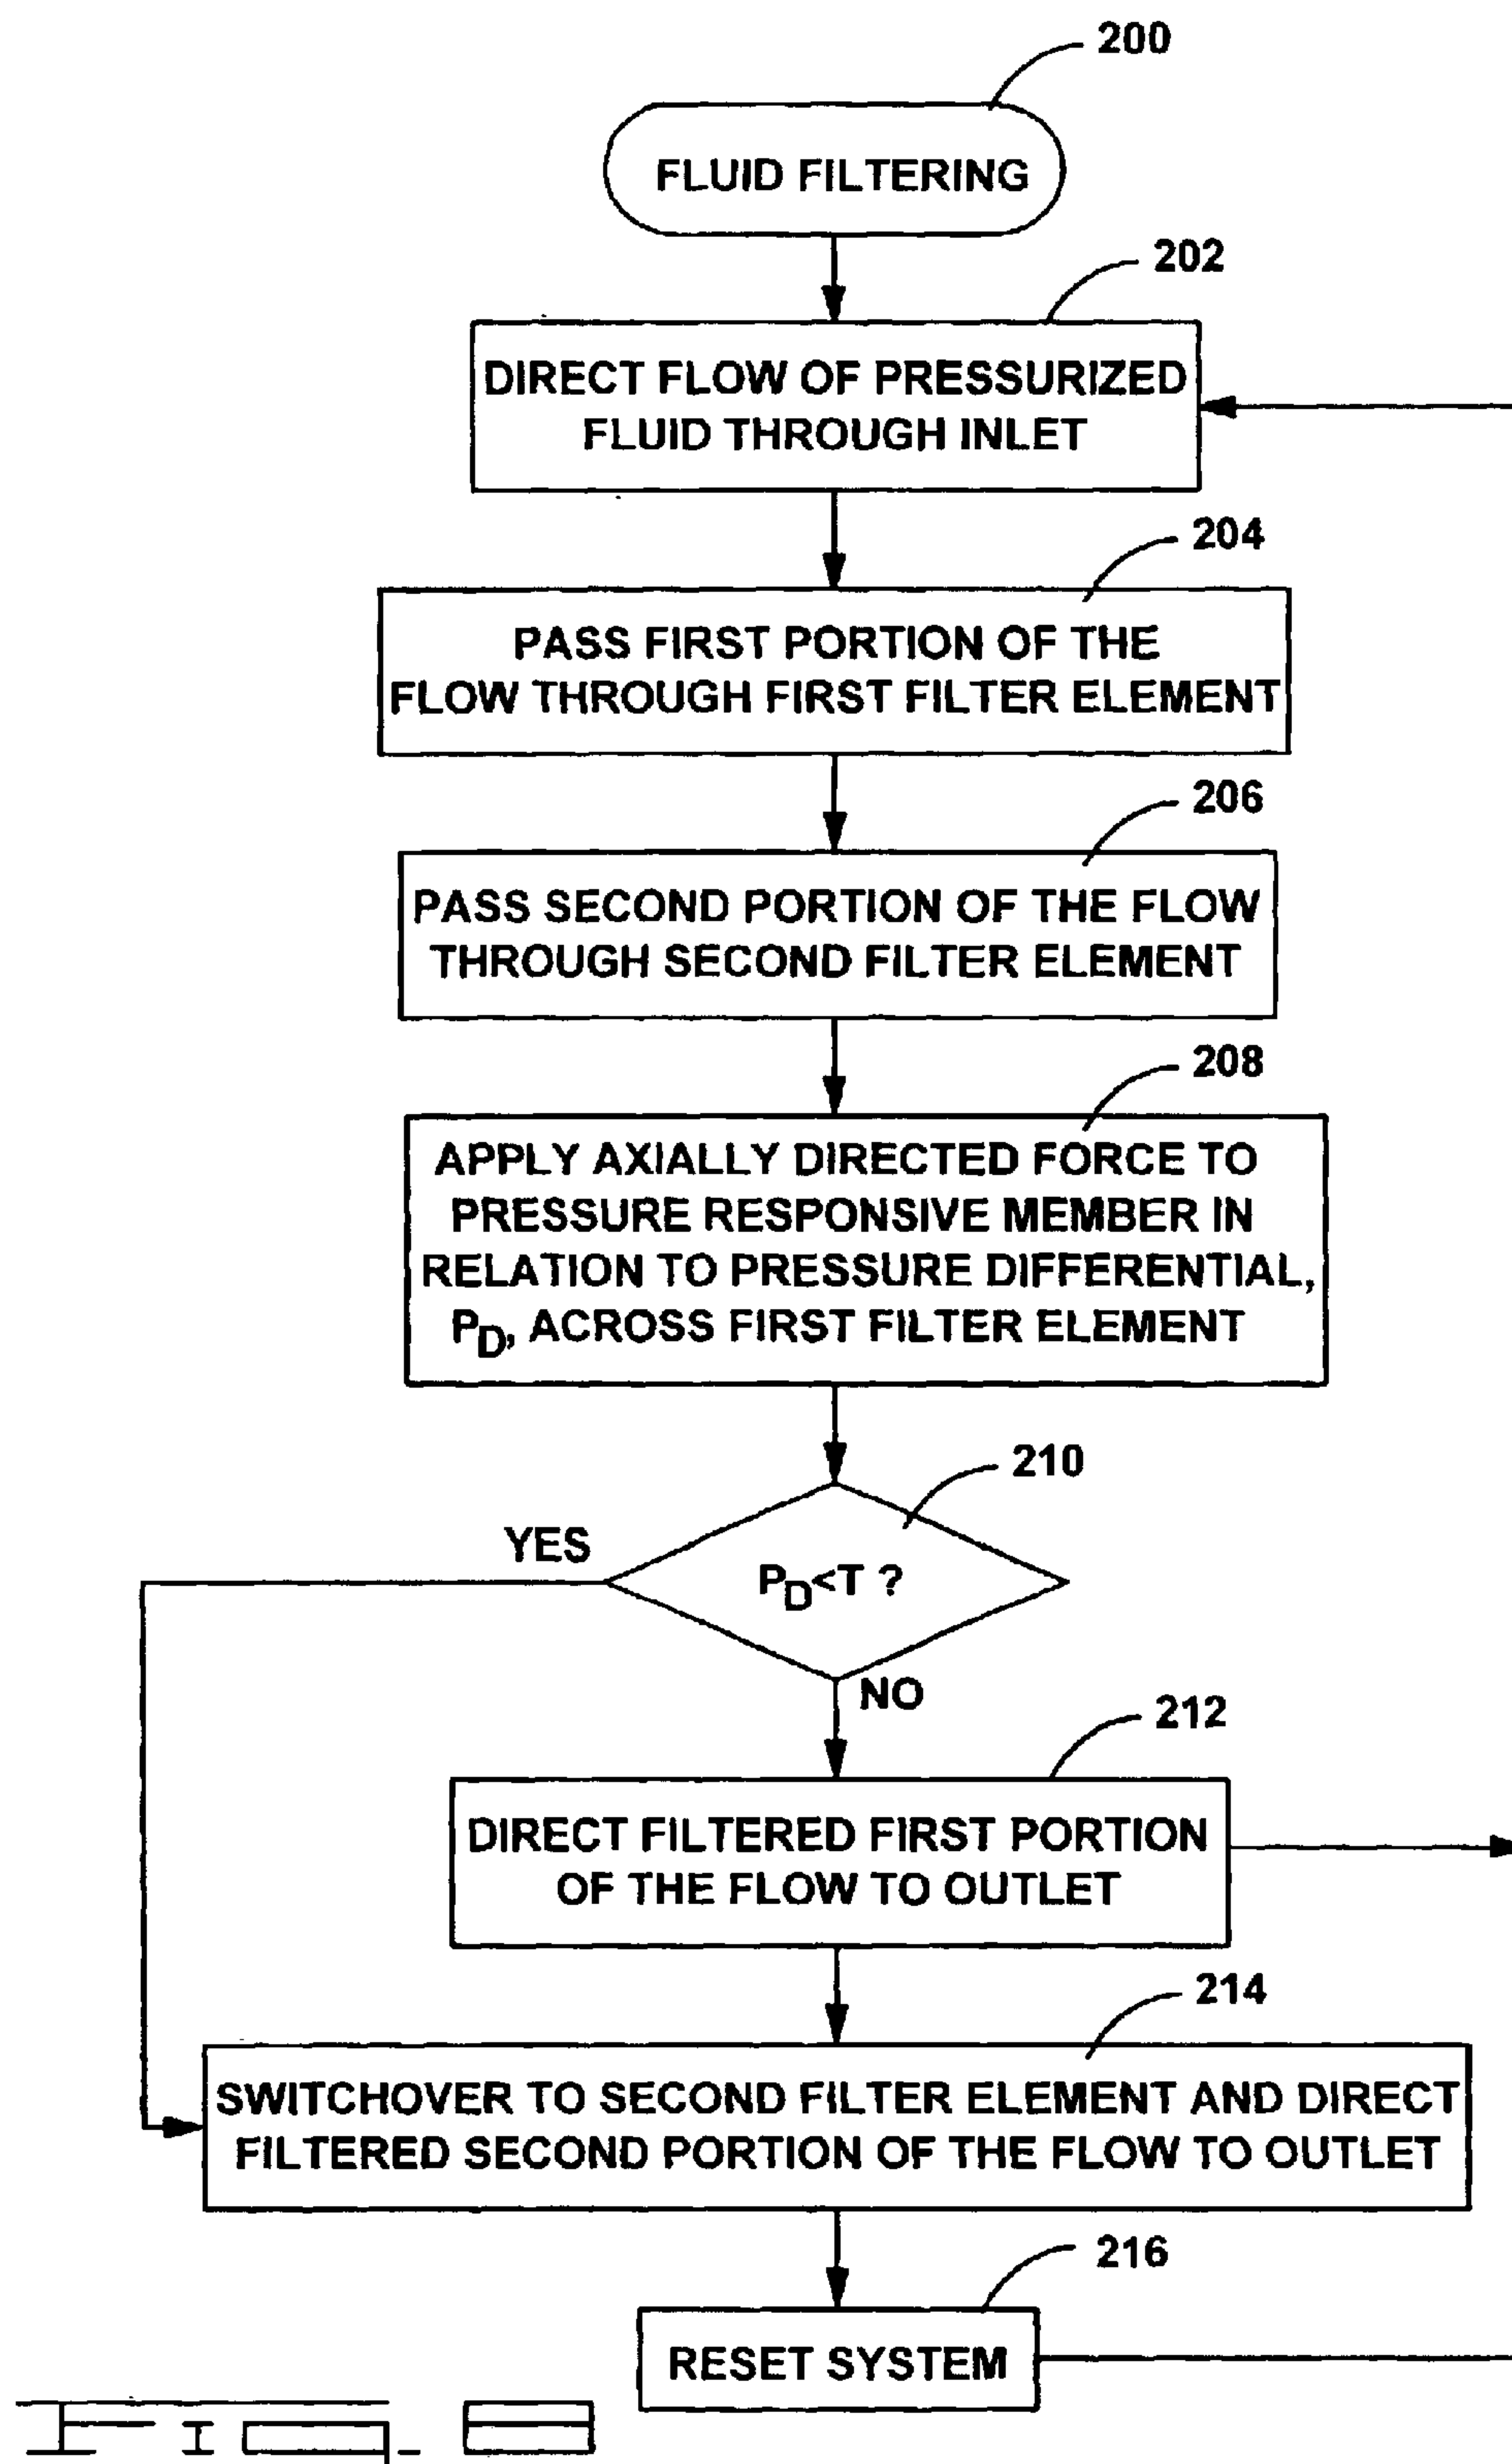 200
FLUID FILTERING
202
DIRECT FLOW OF PRESSURIZED
FLUID THROUGH INLET
204
PASS FIRST PORTION OF THE
FLOW THROUGH FIRST FILTER ELEMENT
206
PASS SECOND PORTION OF THE FLOW
THROUGH SECOND FILTER ELEMENT
208
APPLY AXIALLY DIRECTED FORCE TO
PRESSURE RESPONSIVE MEMBER IN
RELATION TO PRESSURE DIFFERENTIAL,
PD, ACROSS FIRST FILTER ELEMENT
210
YES
PD<T ?
NO
212
DIRECT FILTERED FIRST PORTION
OF THE FLOW TO OUTLET
214
SWITCHOVER TO SECOND FILTER ELEMENT AND DIRECT
FILTERED SECOND PORTION OF THE FLOW TO OUTLET
216
RESET SYSTEM
Fig. 8